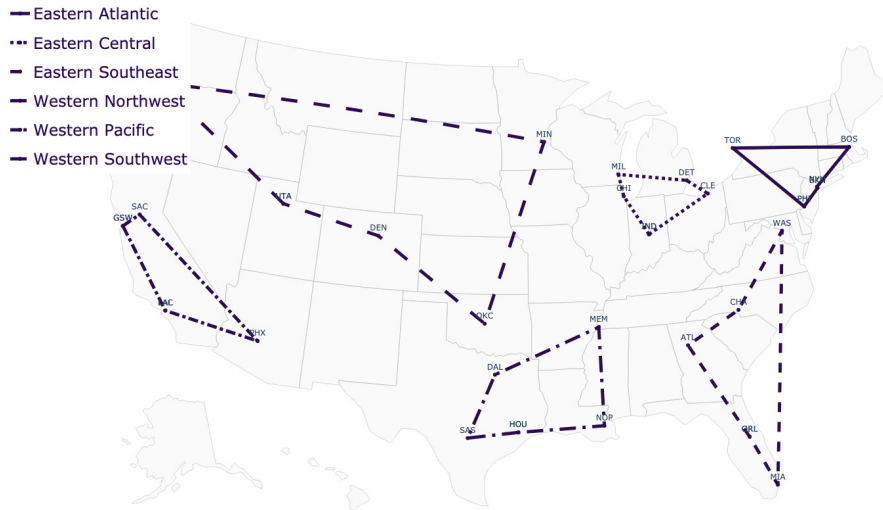 Eastern Atlantic
Eastern Central
Eastern Southeast
Western Northwest
Western Pacific
Western Southwest
MIN
TOR
BOS
MIL
DET
CHI
CLE
NYK
PHI
UTA
SAC
GSW
IND
WAS
DEN
OKC
MEM
CHA
LAC
PHX
ATL
DAL
NOP
SAS
HOU
ORL
MIA